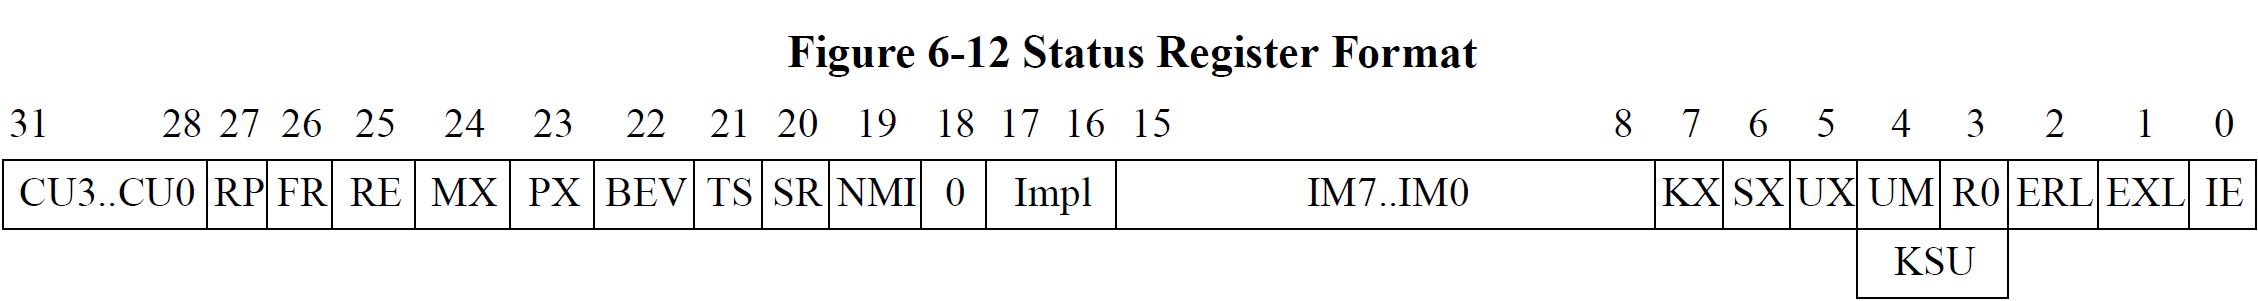 Figure 6-12 Status Register Format
31 28 27 26 25 24 23 22 21 20 19 18 17 16 15 8 7 6 5 4 3 2 1 0
CU3..CU0 RP FR RE MX PX BEV TS SR NMI 0 Impl IM7..IM0 KX SX UX UM R0 ERL EXL IE
KSU